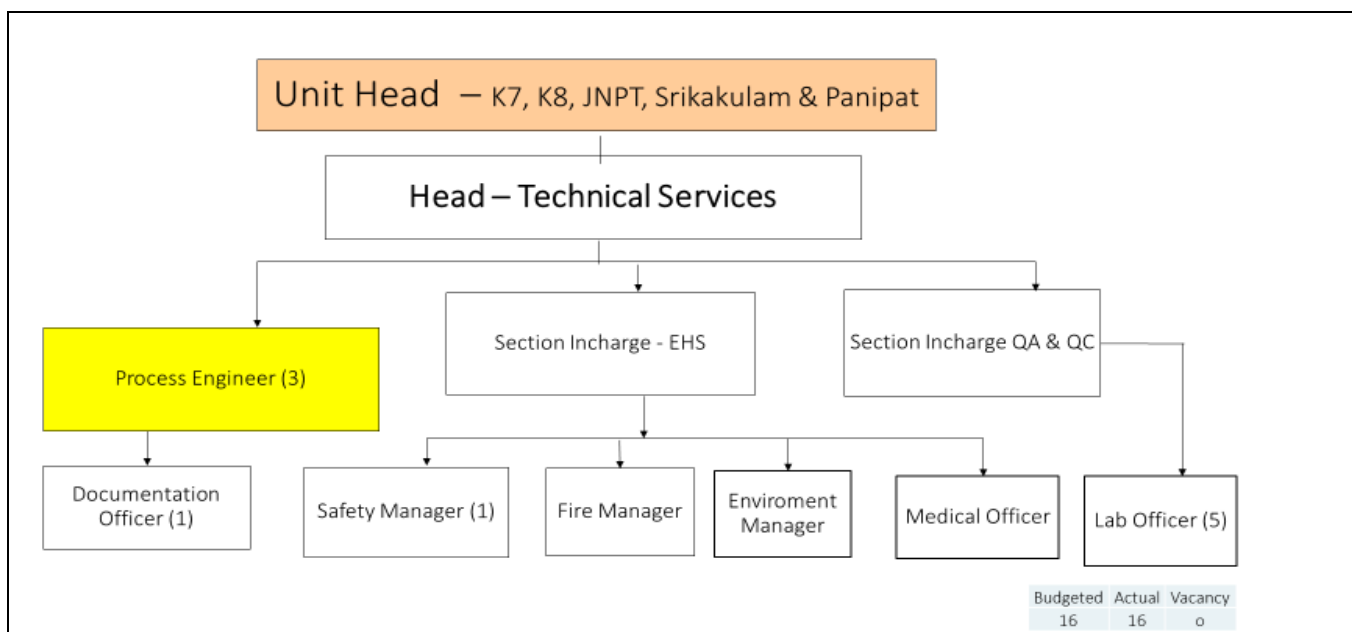 Unit Head – K7, K8, JNPT, Srikakulam & Panipat
Head – Technical Services
Process Engineer (3)
Section Incharge - EHS
Section Incharge QA & QC
Documentation
Officer (1)
Safety Manager (1)
Fire Manager
Enviroment
Manager
Medical Officer
Lab Officer (5)
Budgeted Actual Vacancy
16 16 o